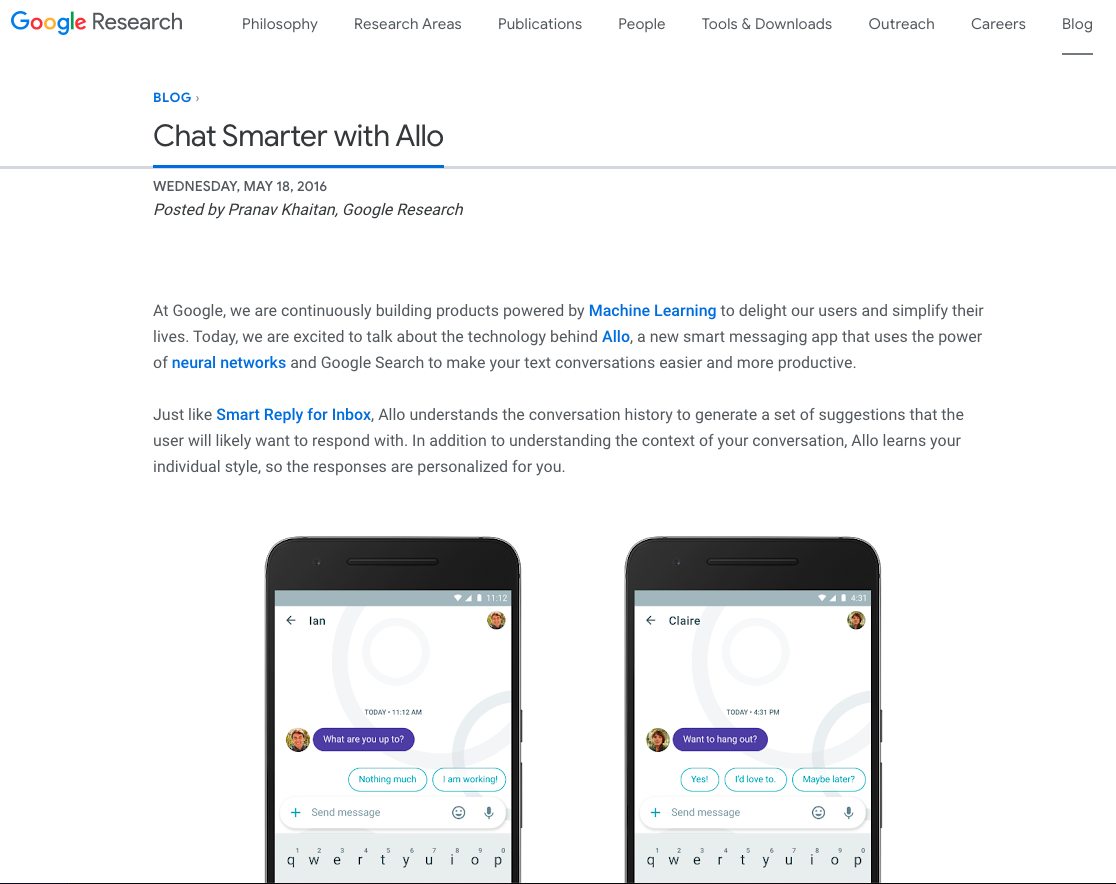 Google Research
Philosophy Research Areas Publications People Tools & Downloads Outreach Careers Blog
BLOG ›
Chat Smarter with Allo
WEDNESDAY, MAY 18, 2016
Posted by Pranav Khaitan, Google Research
At Google, we are continuously building products powered by Machine Learning to delight our users and simplify their
lives. Today, we are excited to talk about the technology behind Allo, a new smart messaging app that uses the power
of neural networks and Google Search to make your text conversations easier and more productive.
Just like Smart Reply for Inbox, Allo understands the conversation history to generate a set of suggestions that the
user will likely want to respond with. In addition to understanding the context of your conversation, Allo learns your
individual style, so the responses are personalized for you.
11:12
Ian
TODAY • 11:12 AM
What are you up to?
Nothing much I am working!
+ Send message
1 2 3 4 5 6 7 8 9 0
q w e r t y u i o p
4:31
Claire
TODAY • 4:31 PM
Want to hang out?
Yes! I'd love to. Maybe later?
+ Send message
1 2 3 4 5 6 7 8 9 0
q w e r t y u i o p